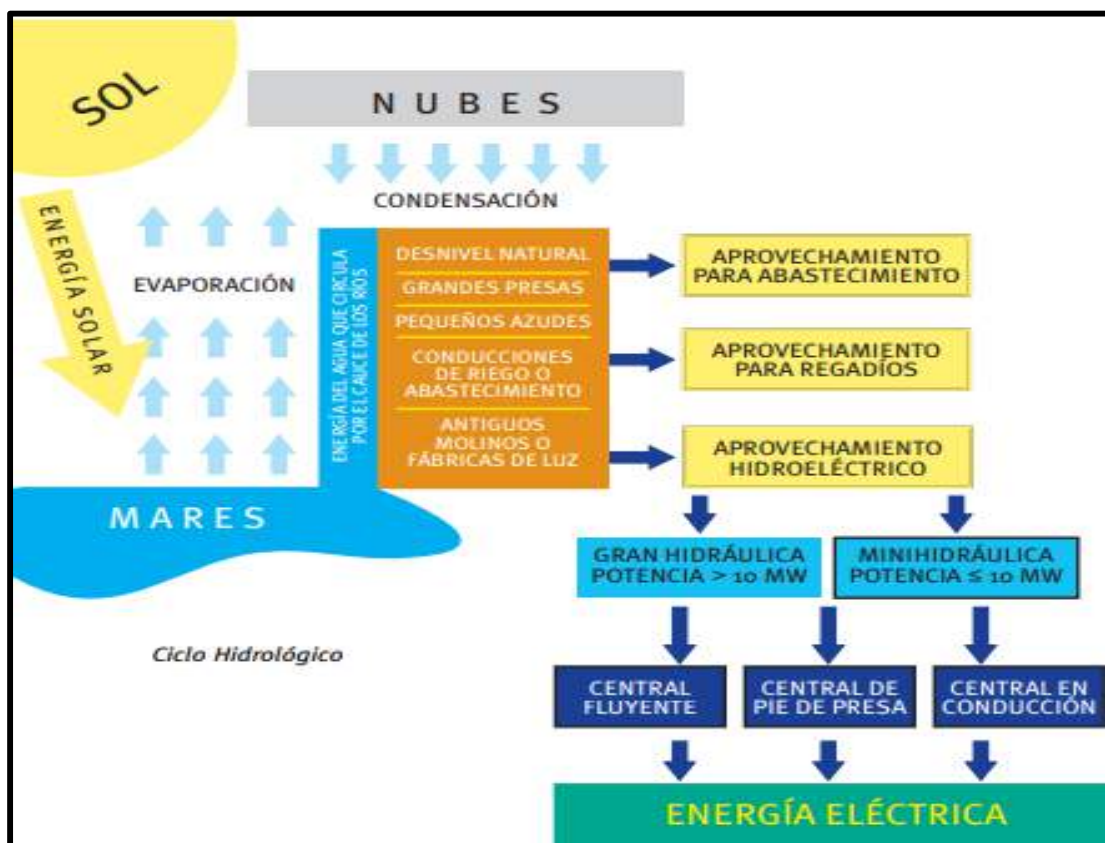 SOL
NUBES
ENERGÍA SOLAR
CONDENSACIÓN
EVAPORACIÓN
ENERGÍA DEL AGUA QUE CIRCULA
POR EL CAUCE DE LOS RIOS
DESNIVEL NATURAL
GRANDES PRESAS
PEQUEÑOS AZUDES
CONDUCCIONES
DE RIEGO O
ABASTECIMIENTO
ANTIGUOS
MOLINOS O
FÁBRICAS DE LUZ
APROVECHAMIENTO
PARA ABASTECIMIENTO
APROVECHAMIENTO
PARA REGADÍOS
APROVECHAMIENTO
HIDROELÉCTRICO
MARES
GRAN HIDRÁULICA
POTENCIA > 10 MW
MINIHIDRÁULICA
POTENCIA ≤ 10 MW
Ciclo Hidrológico
CENTRAL
FLUYENTE
CENTRAL DE
PIE DE PRESA
CENTRAL EN
CONDUCCIÓN
ENERGÍA ELÉCTRICA